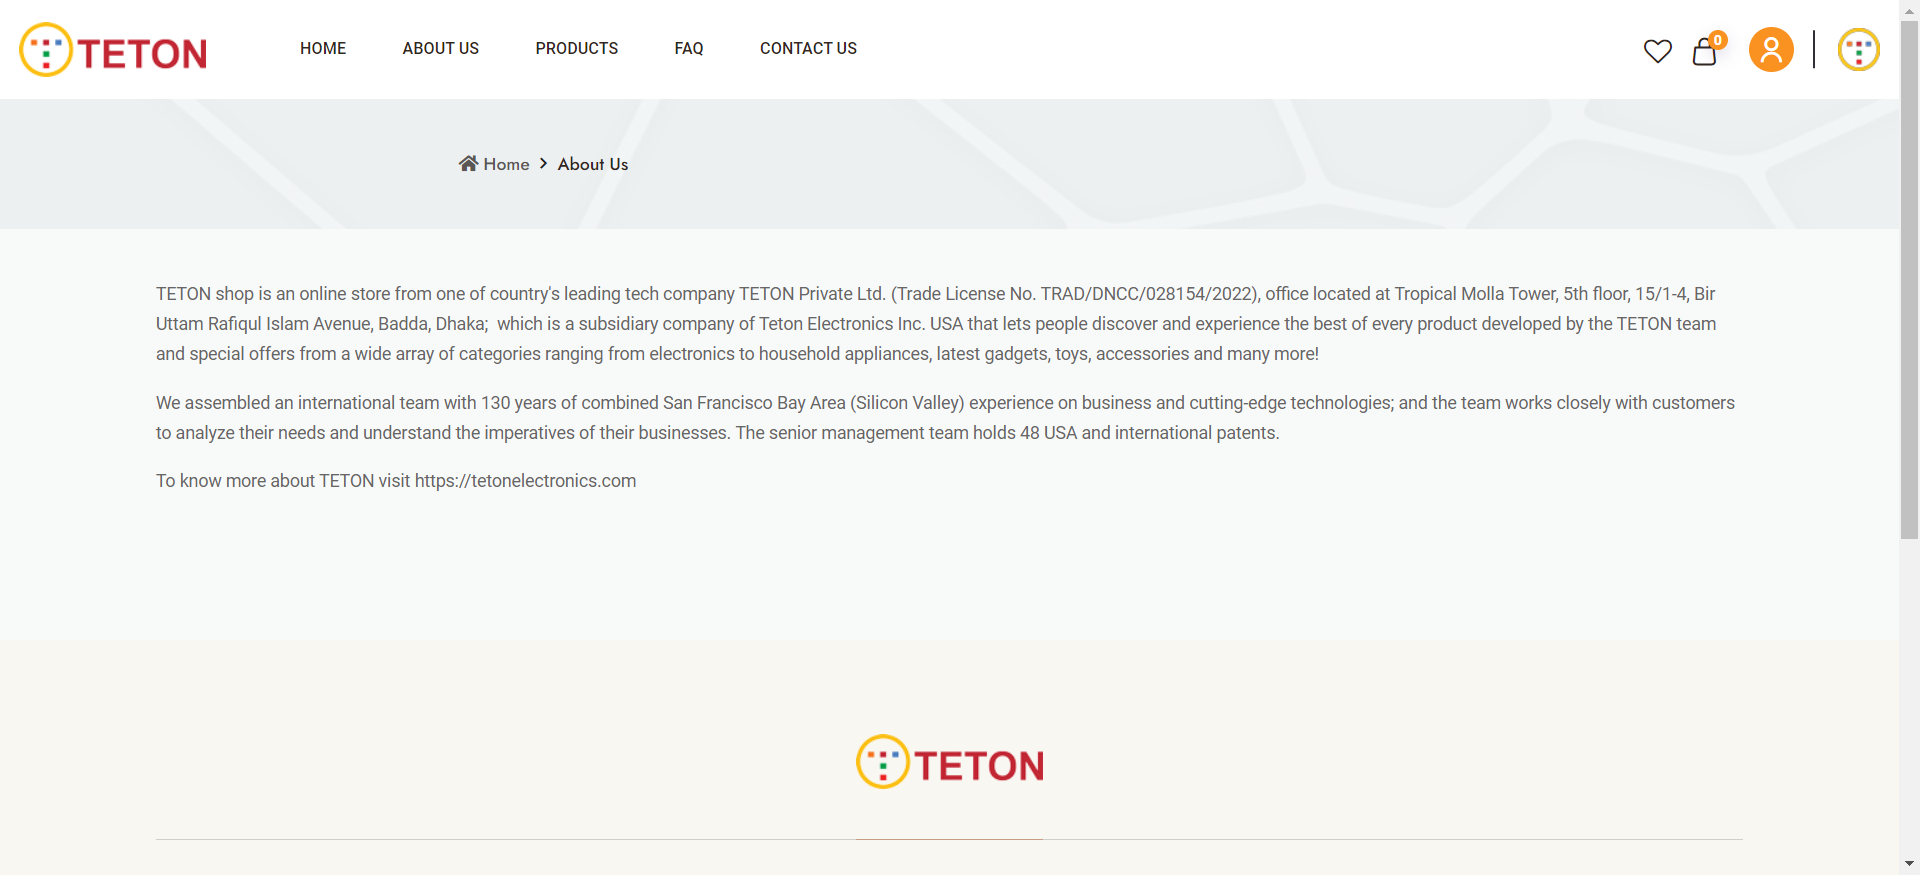 TETON
HOME
ABOUT US
PRODUCTS
FAQ
CONTACT US
0
Home > About Us
TETON shop is an online store from one of country's leading tech company TETON Private Ltd. (Trade License No. TRAD/DNCC/028154/2022), office located at Tropical Molla Tower, 5th floor, 15/1-4, Bir
Uttam Rafiqul Islam Avenue, Badda, Dhaka;  which is a subsidiary company of Teton Electronics Inc. USA that lets people discover and experience the best of every product developed by the TETON team
and special offers from a wide array of categories ranging from electronics to household appliances, latest gadgets, toys, accessories and many more!
We assembled an international team with 130 years of combined San Francisco Bay Area (Silicon Valley) experience on business and cutting-edge technologies; and the team works closely with customers
to analyze their needs and understand the imperatives of their businesses. The senior management team holds 48 USA and international patents.
To know more about TETON visit https://tetonelectronics.com
TETON